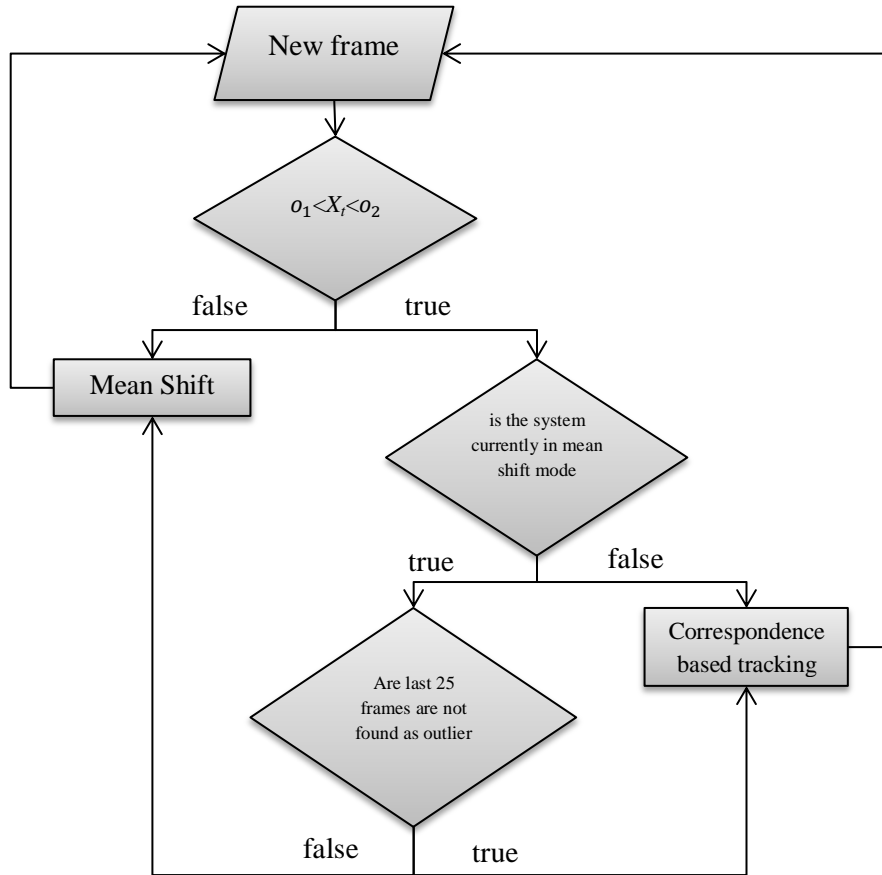 New frame
o₁<Xₜ<o₂
false
true
Mean Shift
is the system
currently in mean
shift mode
true
false
Correspondence
based tracking
Are last 25
frames are not
found as outlier
false
true